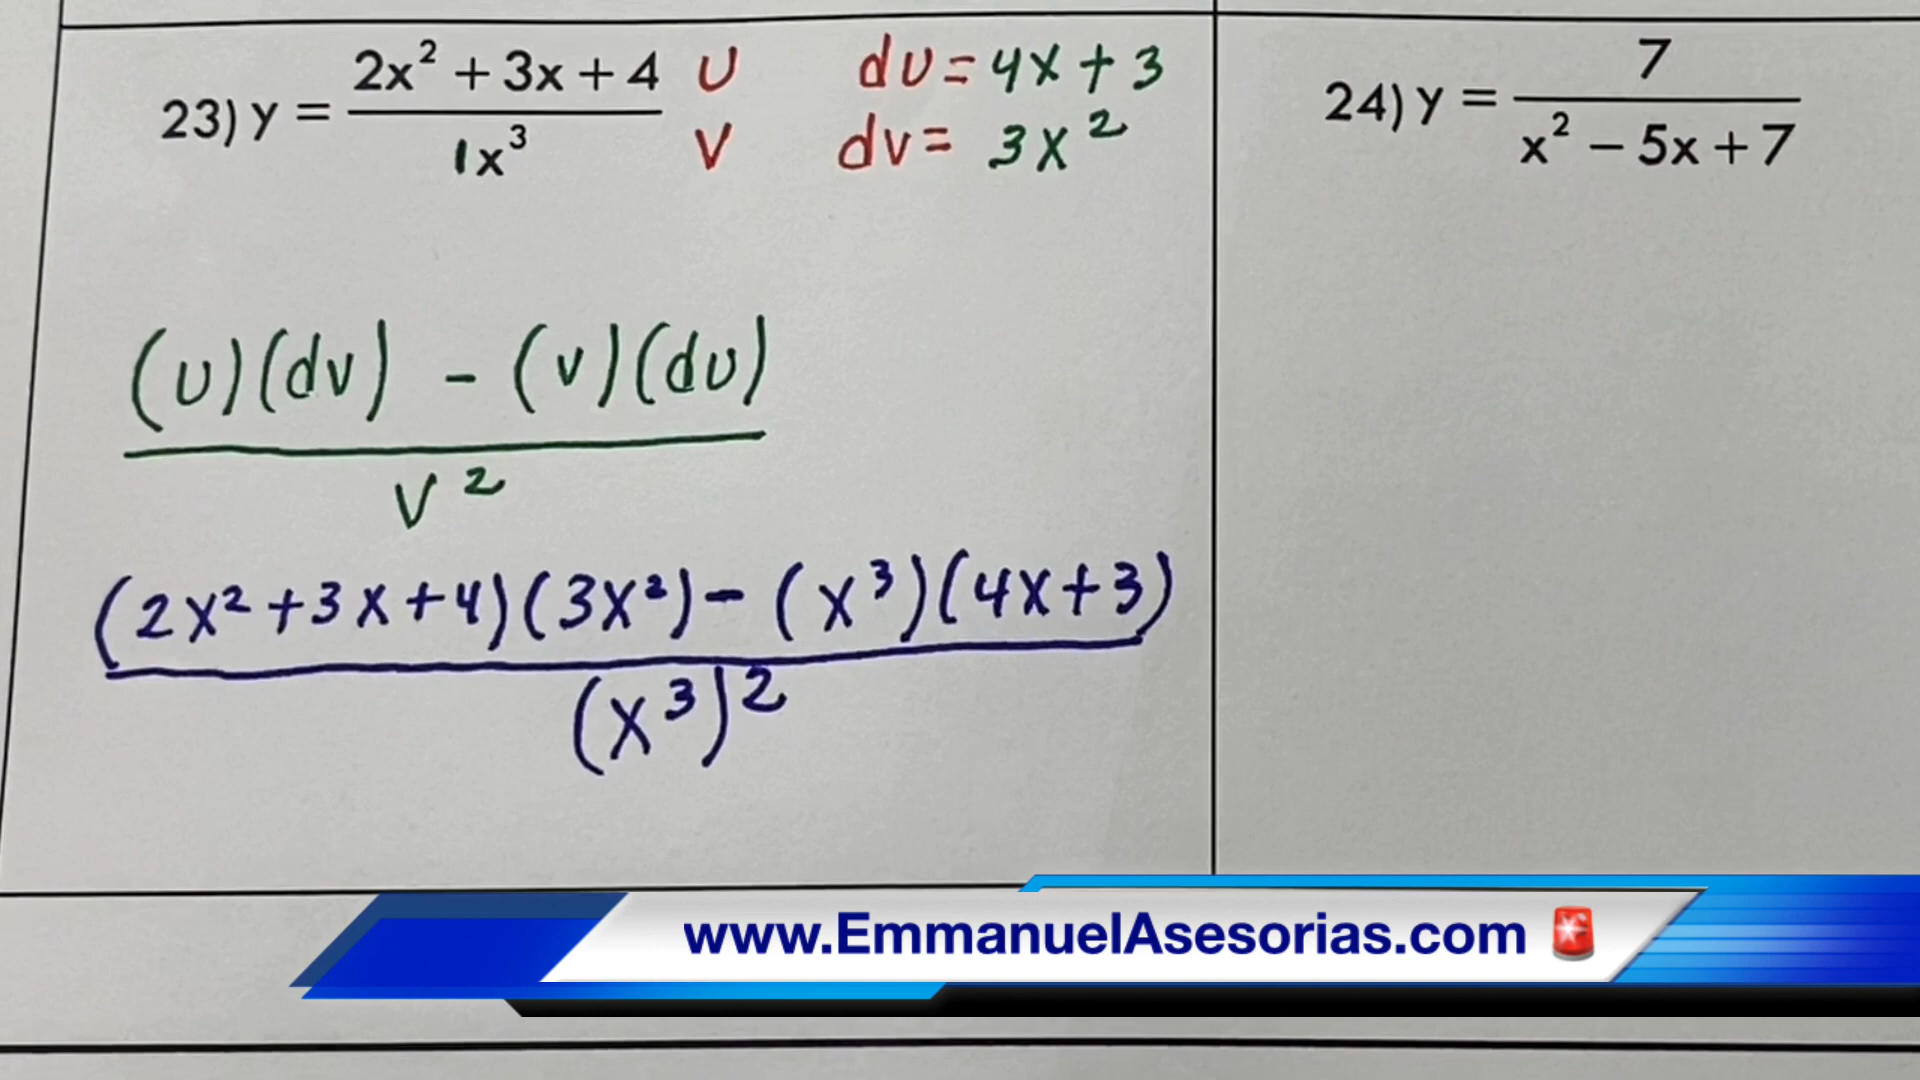 23) y = (2x² + 3x + 4) / (1x³)
U du = 4x + 3
V dv = 3x²
(u)(dv) - (v)(du)
V²
(2x² + 3x + 4)(3x²) - (x³)(4x + 3)
(x³)²
24) y = 7 / (x² − 5x + 7)
www.EmmanuelAsesorias.com 🚨